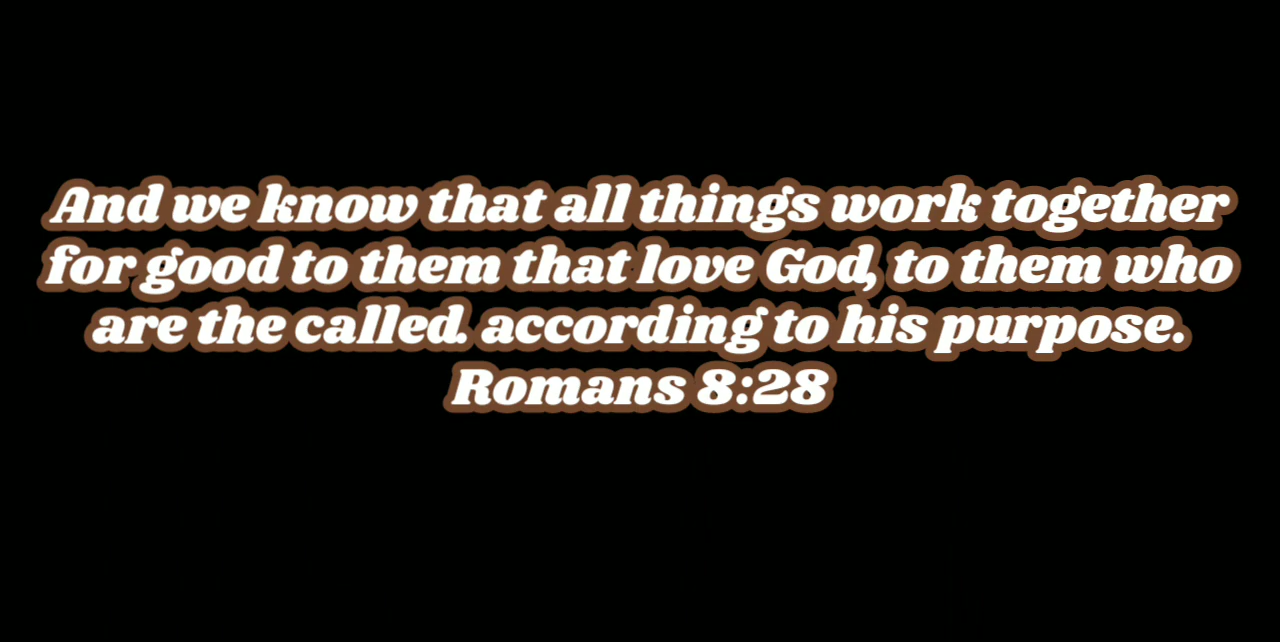 And we know that all things work together
for good to them that love God, to them who
are the called. according to his purpose.
Romans 8:28